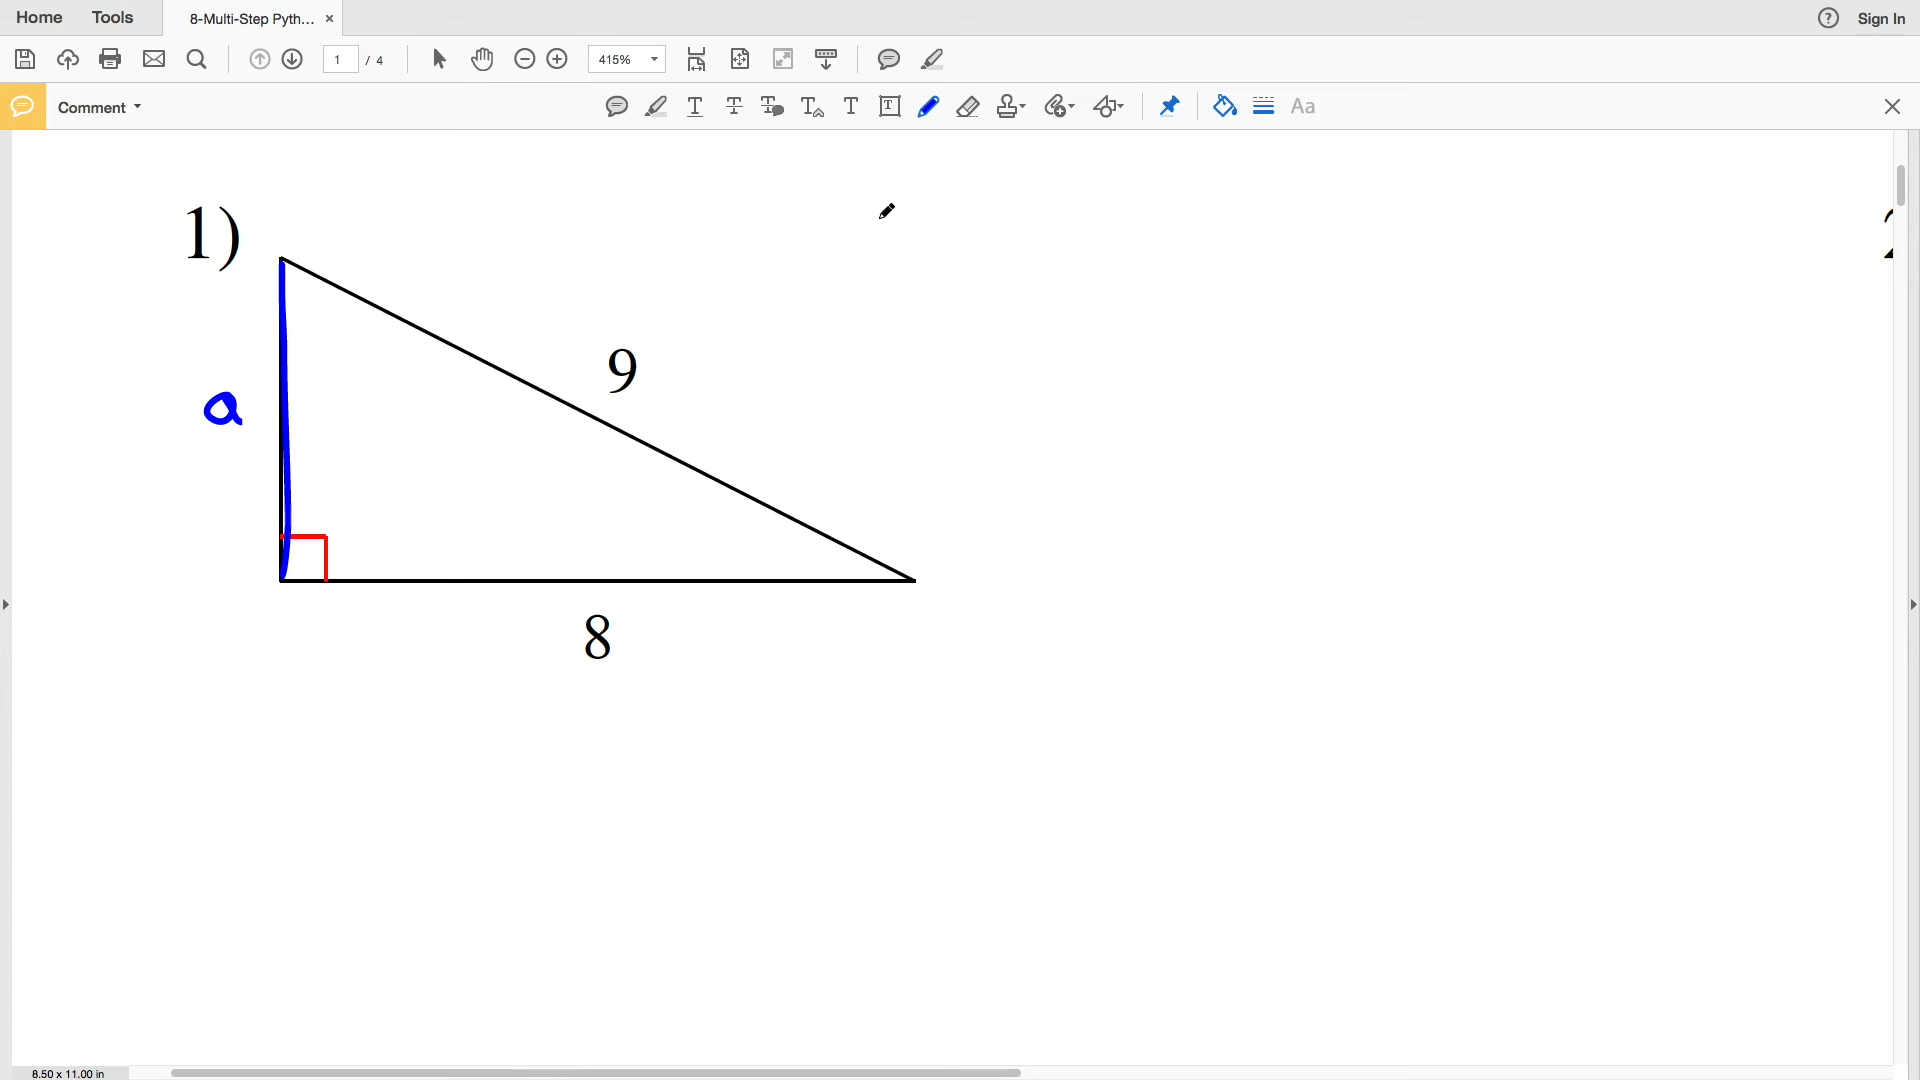 Home Tools 8-Multi-Step Pyth... × ? Sign In
1 / 4 415%
Comment T T T T T T Aa
1)
9
a
8
8.50 x 11.00 in